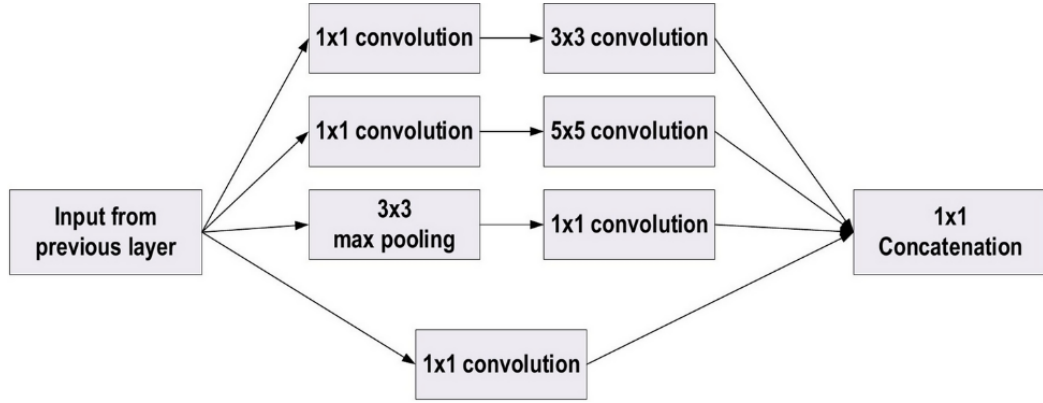 1x1 convolution
3x3 convolution
1x1 convolution
5x5 convolution
Input from
previous layer
3x3
max pooling
1x1 convolution
1x1
Concatenation
1x1 convolution